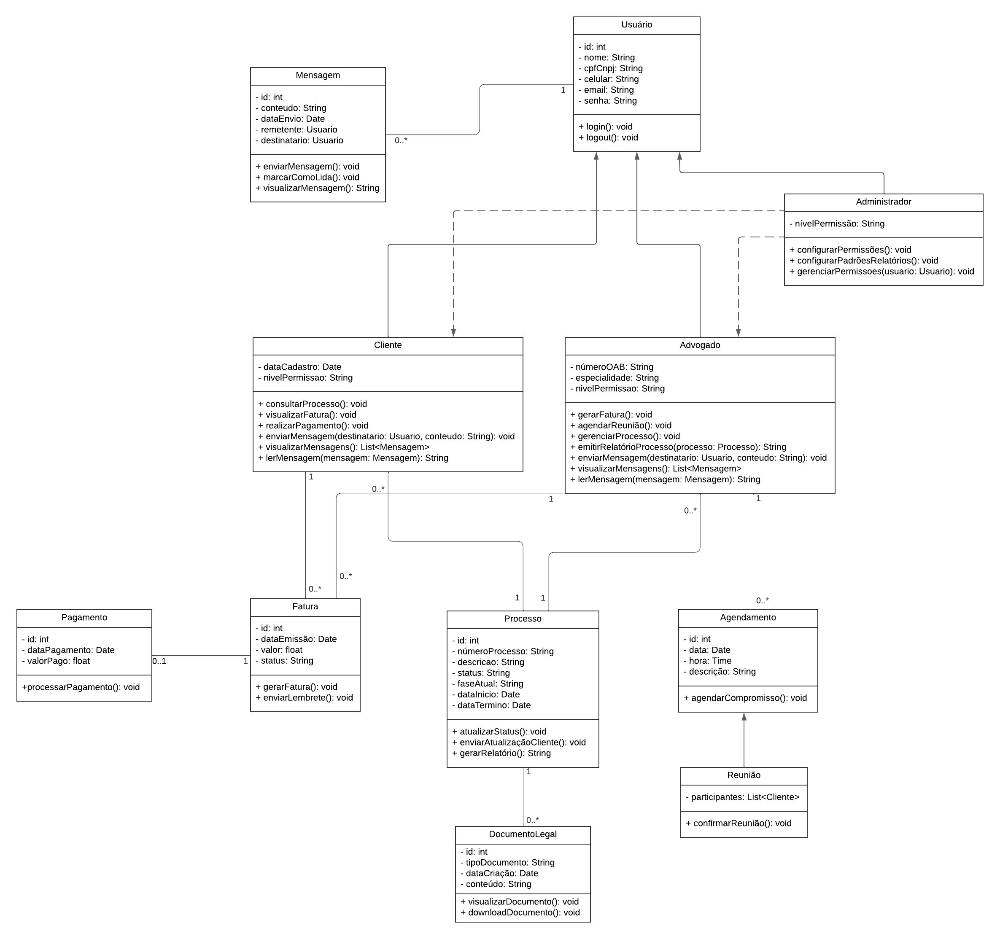 Usuário
- id: int
- nome: String
- cpfCnpj: String
- celular: String
- email: String
- senha: String
+ login(): void
+ logout(): void
Mensagem
- id: int
- conteudo: String
- dataEnvio: Date
- remetente: Usuario
- destinatario: Usuario
+ enviarMensagem(): void
+ marcarComoLida(): void
+ visualizarMensagem(): String
1
0..*
Administrador
- nívelPermissão: String
+ configurarPermissões(): void
+ configurarPadrõesRelatórios(): void
+ gerenciarPermissoes(usuario: Usuario): void
Cliente
- dataCadastro: Date
- nivelPermissao: String
+ consultarProcesso(): void
+ visualizarFatura(): void
+ realizarPagamento(): void
+ enviarMensagem(destinatario: Usuario, conteudo: String): void
+ visualizarMensagens(): List<Mensagem>
+ lerMensagem(mensagem: Mensagem): String
Advogado
- númeroOAB: String
- especialidade: String
- nivelPermissao: String
+ gerarFatura(): void
+ agendarReunião(): void
+ gerenciarProcesso(): void
+ emitirRelatórioProcesso(processo: Processo): String
+ enviarMensagem(destinatario: Usuario, conteudo: String): void
+ visualizarMensagens(): List<Mensagem>
+ lerMensagem(mensagem: Mensagem): String
1
0..*
1
0..*
1
0..*
0..*
1
1
0..*
Pagamento
- id: int
- dataPagamento: Date
- valorPago: float
+processarPagamento(): void
0..1
1
Fatura
- id: int
- dataEmissão: Date
- valor: float
- status: String
+ gerarFatura(): void
+ enviarLembrete(): void
Processo
- id: int
- númeroProcesso: String
- descricao: String
- status: String
- faseAtual: String
- dataInicio: Date
- dataTermino: Date
+ atualizarStatus(): void
+ enviarAtualizaçãoCliente(): void
+ gerarRelatório(): String
Agendamento
- id: int
- data: Date
- hora: Time
- descrição: String
+ agendarCompromisso(): void
Reunião
- participantes: List<Cliente>
+ confirmarReunião(): void
1
0..*
DocumentoLegal
- id: int
- tipoDocumento: String
- dataCriação: Date
- conteúdo: String
+ visualizarDocumento(): void
+ downloadDocumento(): void